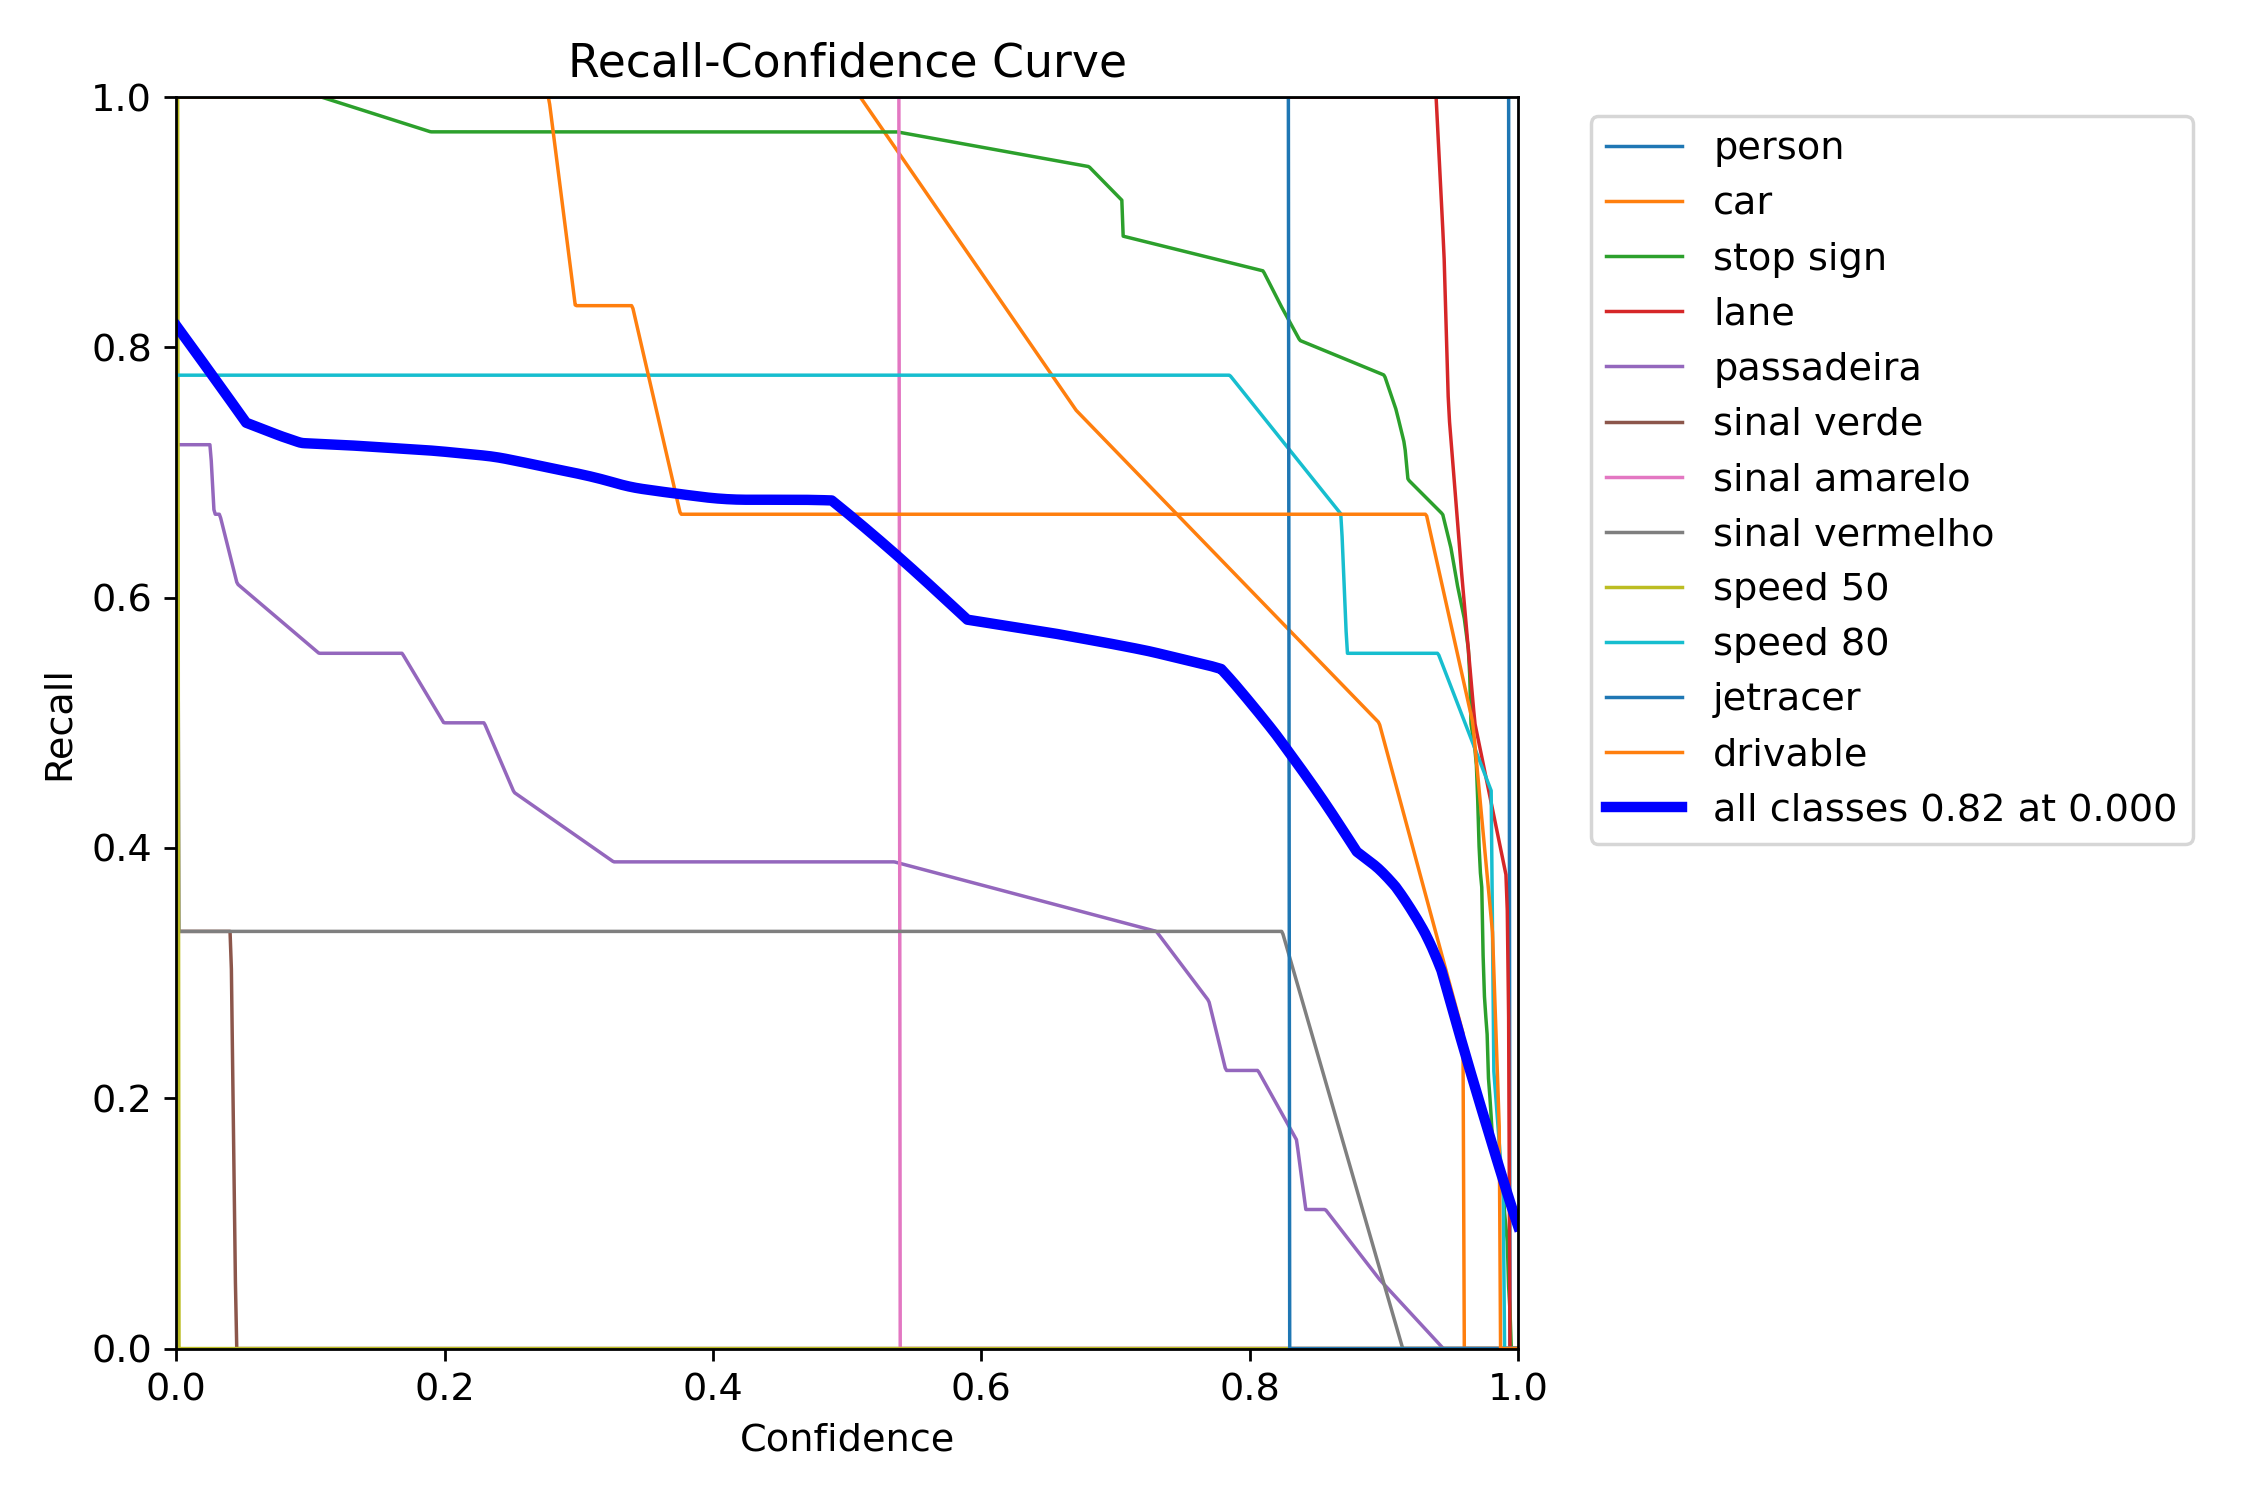 Recall-Confidence Curve
1.0
0.8
0.6
0.4
0.2
0.0
Recall
0.0 0.2 0.4 0.6 0.8 1.0
Confidence
person
car
stop sign
lane
passadeira
sinal verde
sinal amarelo
sinal vermelho
speed 50
speed 80
jetracer
drivable
all classes 0.82 at 0.000